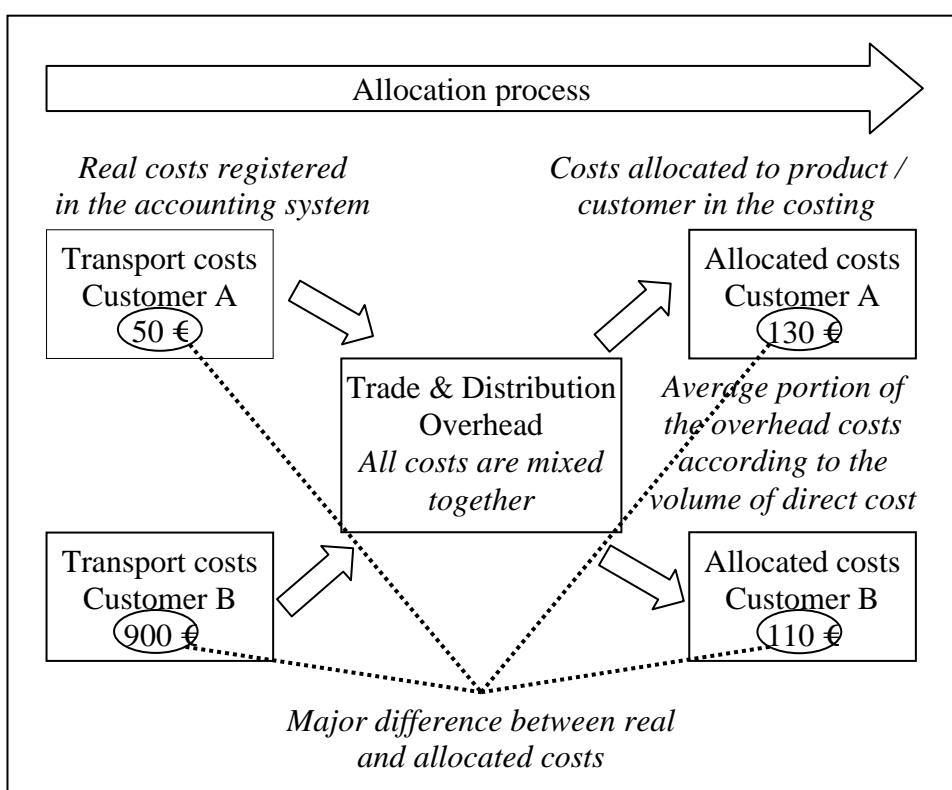 Allocation process
Real costs registered
in the accounting system
Costs allocated to product /
customer in the costing
Transport costs
Customer A
50 €
Allocated costs
Customer A
130 €
Trade & Distribution
Overhead
All costs are mixed
together
Average portion of
the overhead costs
according to the
volume of direct cost
Transport costs
Customer B
900 €
Allocated costs
Customer B
110 €
Major difference between real
and allocated costs